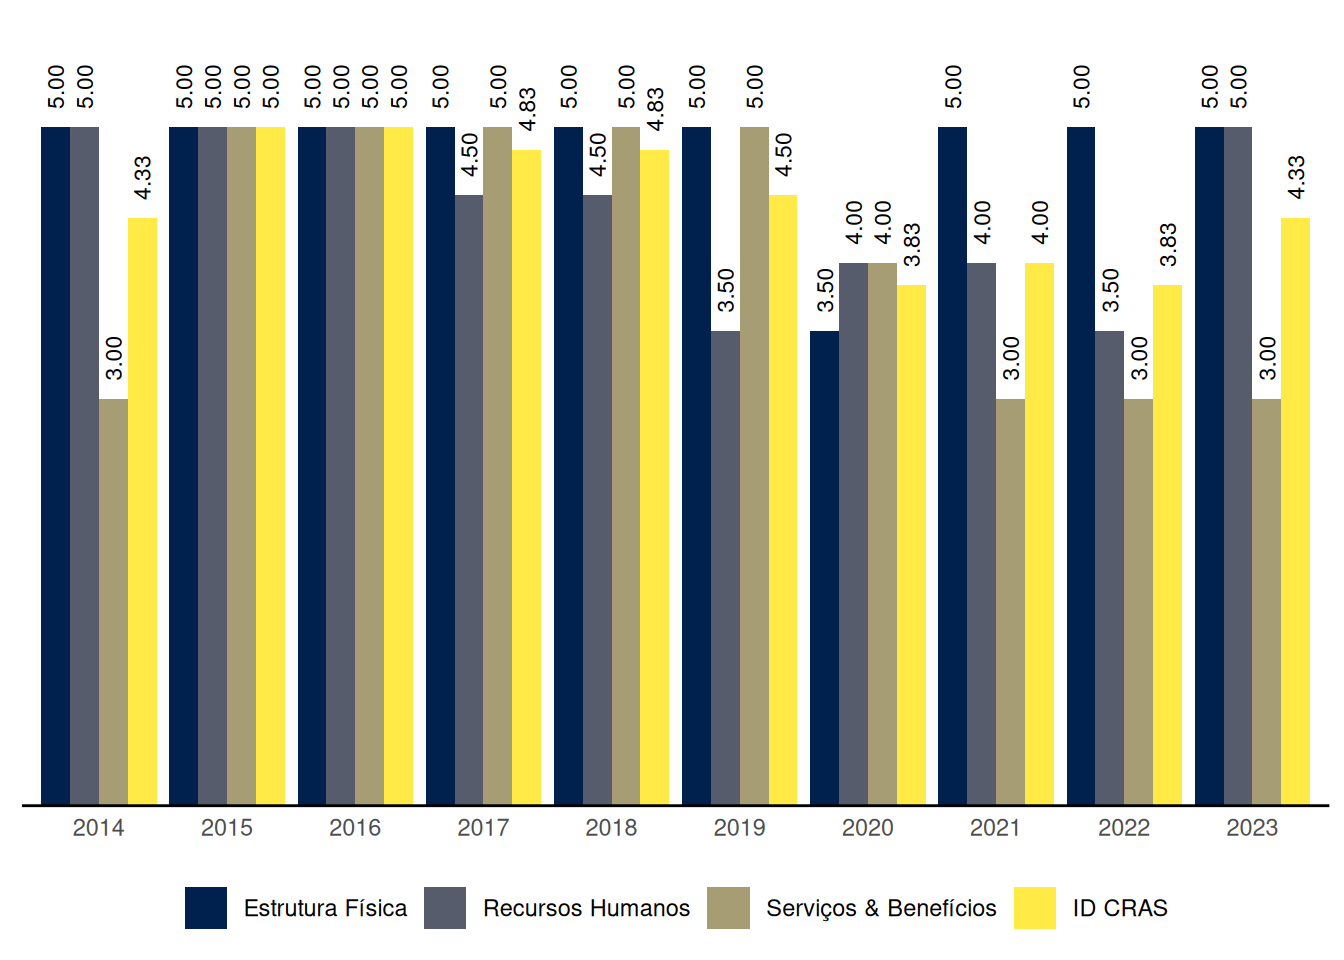 5.00 5.00 3.00 4.33
5.00 5.00 5.00 5.00
5.00 5.00 5.00 5.00
5.00 4.50 5.00 4.83
5.00 4.50 5.00 4.83
5.00 3.50 5.00 4.50
3.50 4.00 4.00 3.83
5.00 4.00 3.00 4.00
5.00 3.50 3.00 3.83
5.00 5.00 3.00 4.33
2014 2015 2016 2017 2018 2019 2020 2021 2022 2023
Estrutura Física Recursos Humanos Serviços & Benefícios ID CRAS